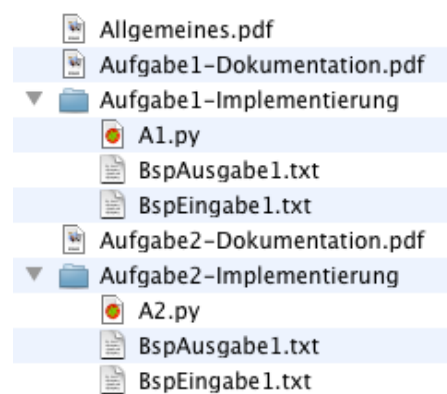 Allgemeines.pdf
Aufgabe1-Dokumentation.pdf
Aufgabe1-Implementierung
A1.py
BspAusgabe1.txt
BspEingabe1.txt
Aufgabe2-Dokumentation.pdf
Aufgabe2-Implementierung
A2.py
BspAusgabe1.txt
BspEingabe1.txt